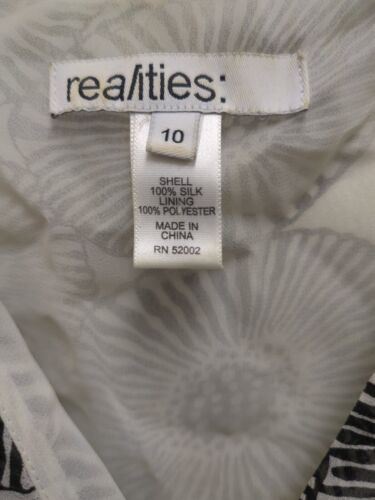 realities:
10
SHELL
100% SILK
LINING
100% POLYESTER
MADE IN
CHINA
RN 52002